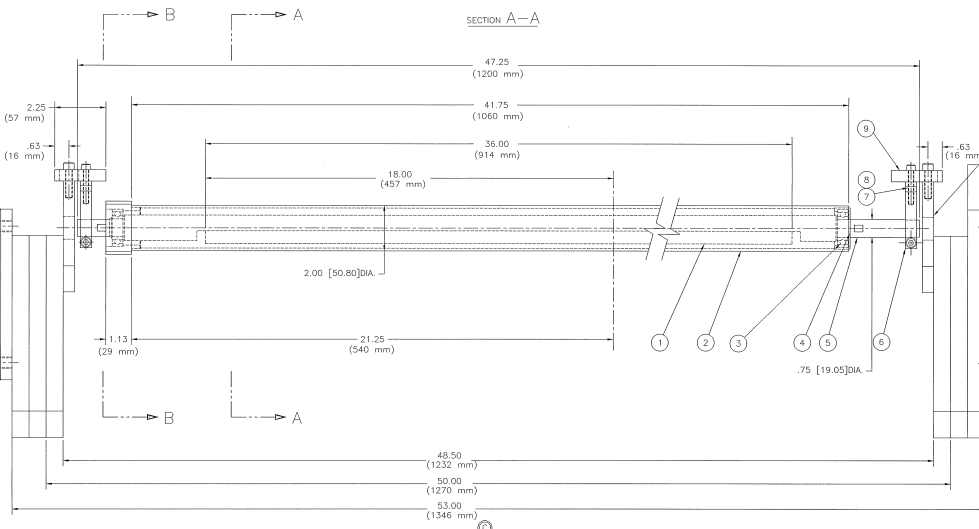 B
A
SECTION A—A
47.25
(1200 mm)
2.25
(57 mm)
41.75
(1060 mm)
.63
(16 mm)
36.00
(914 mm)
9
.63
(16 mm
18.00
(457 mm)
8
7
2.00 [50.80]DIA.
1.13
(29 mm)
21.25
(540 mm)
1
2
3
4
5
6
.75 [19.05]DIA.
B
A
48.50
(1232 mm)
50.00
(1270 mm)
53.00
(1346 mm)
C